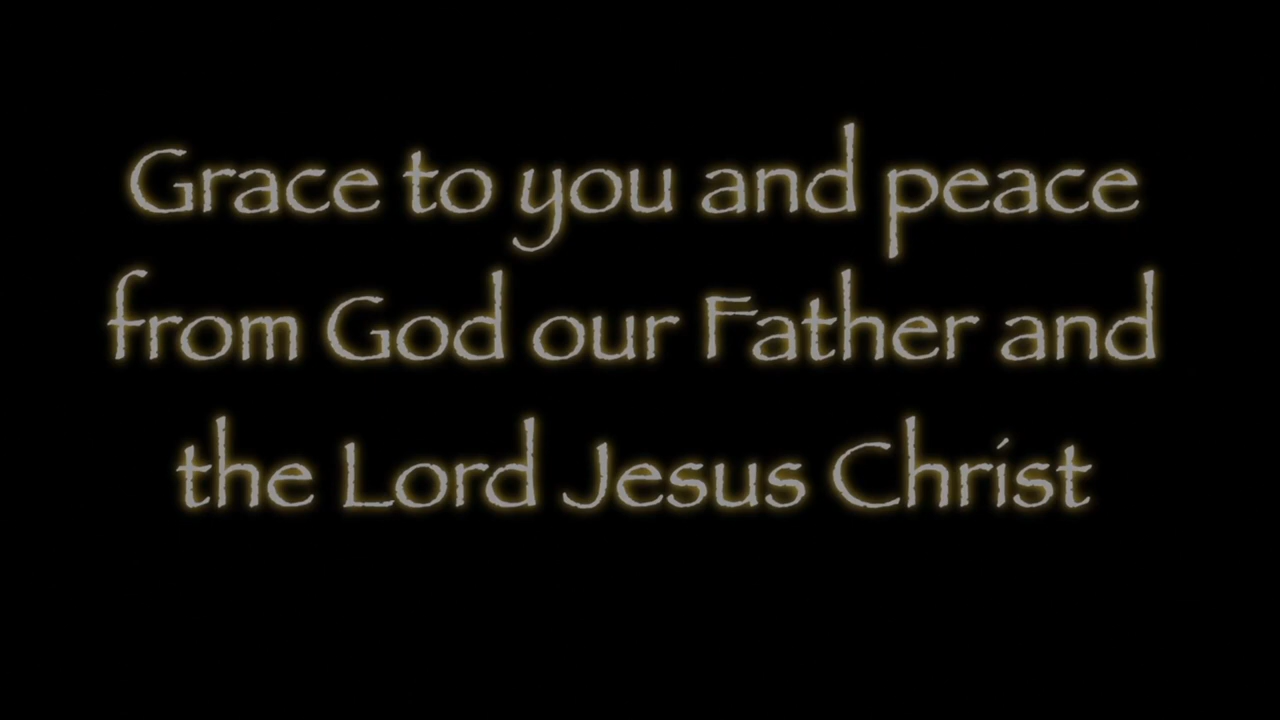 Grace to you and peace
from God our Father and
the Lord Jesus Christ